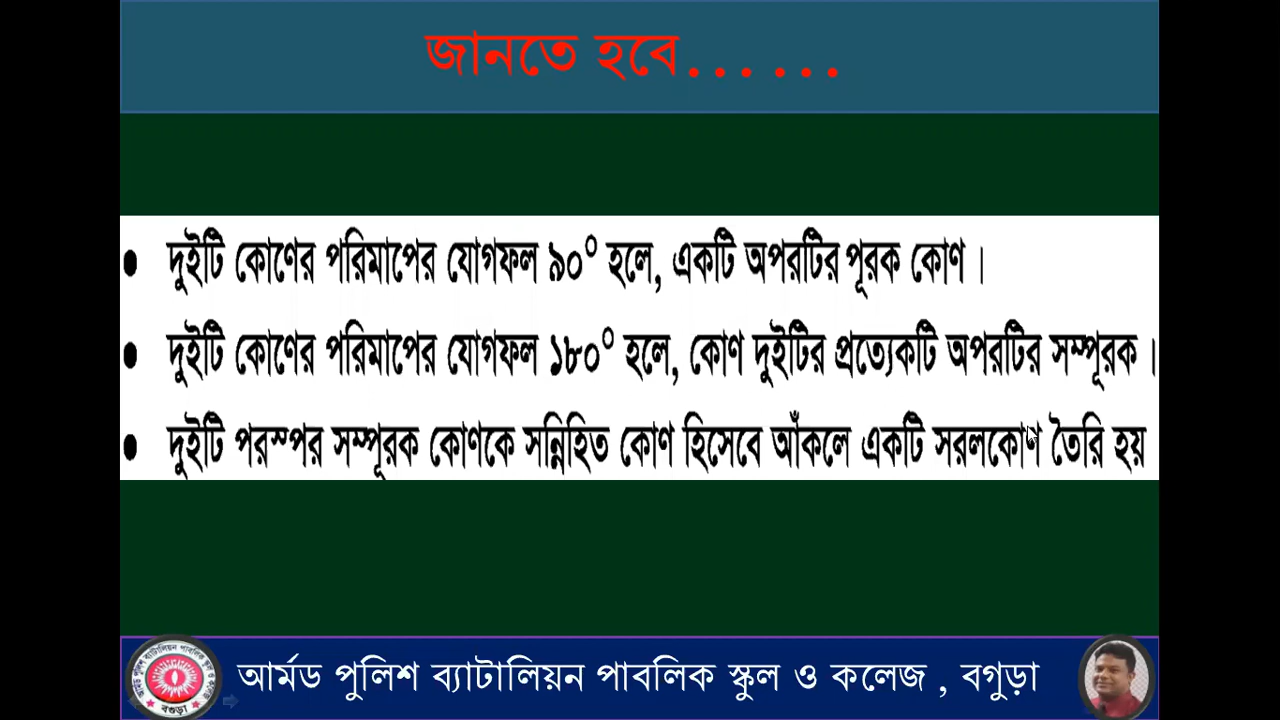 জানতে হবে... ...
• দুইটি কোণের পরিমাপের যোগফল ৯০° হলে, একটি অপরটির পূরক কোণ।
• দুইটি কোণের পরিমাপের যোগফল ১৮০° হলে, কোণ দুইটির প্রত্যেকটি অপরটির সম্পূরক।
• দুইটি পরস্পর সম্পূরক কোণকে সন্নিহিত কোণ হিসেবে আঁকলে একটি সরলকোণ তৈরি হয়
আর্মড পুলিশ ব্যাটালিয়ন পাবলিক স্কুল ও কলেজ , বগুড়া
বগুড়া